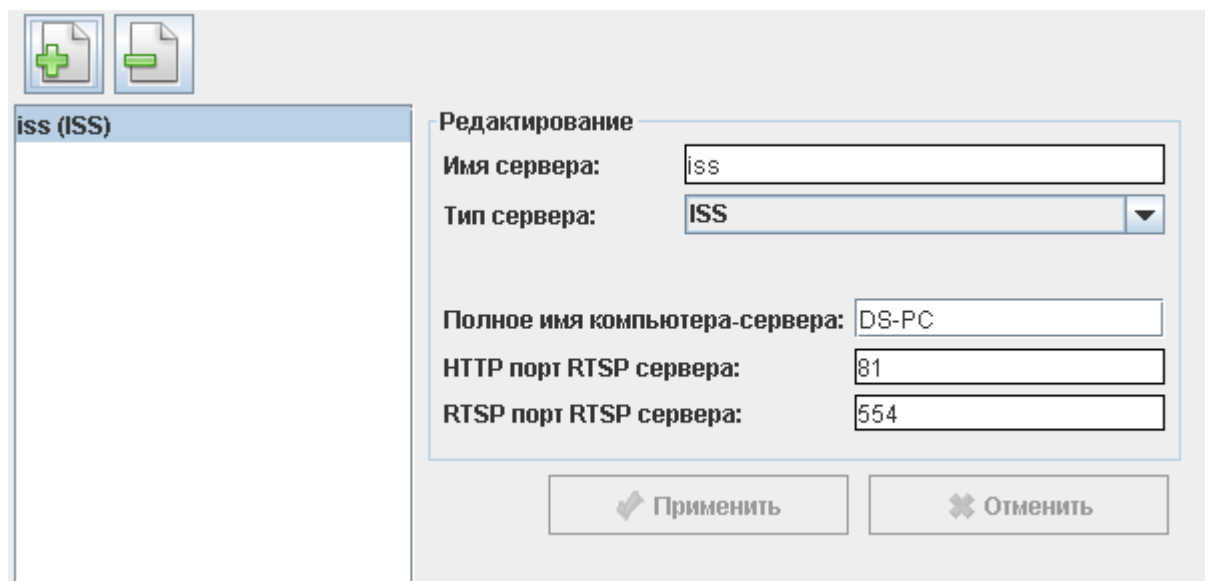 iss (ISS)
Редактирование
Имя сервера: iss
Тип сервера: ISS
Полное имя компьютера-сервера: DS-PC
HTTP порт RTSP сервера: 81
RTSP порт RTSP сервера: 554
Применить Отменить